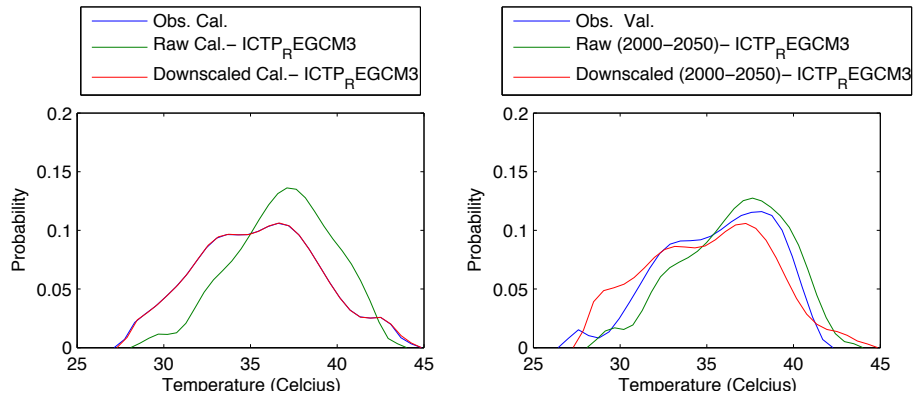 Obs. Cal.
Raw Cal.− ICTP_REGCM3
Downscaled Cal.− ICTP_REGCM3
0.2
0.15
0.1
0.05
0
Probability
25 30 35 40 45
Temperature (Celcius)
Obs. Val.
Raw (2000−2050)− ICTP_REGCM3
Downscaled (2000−2050)− ICTP_REGCM3
0.2
0.15
0.1
0.05
0
Probability
25 30 35 40 45
Temperature (Celcius)